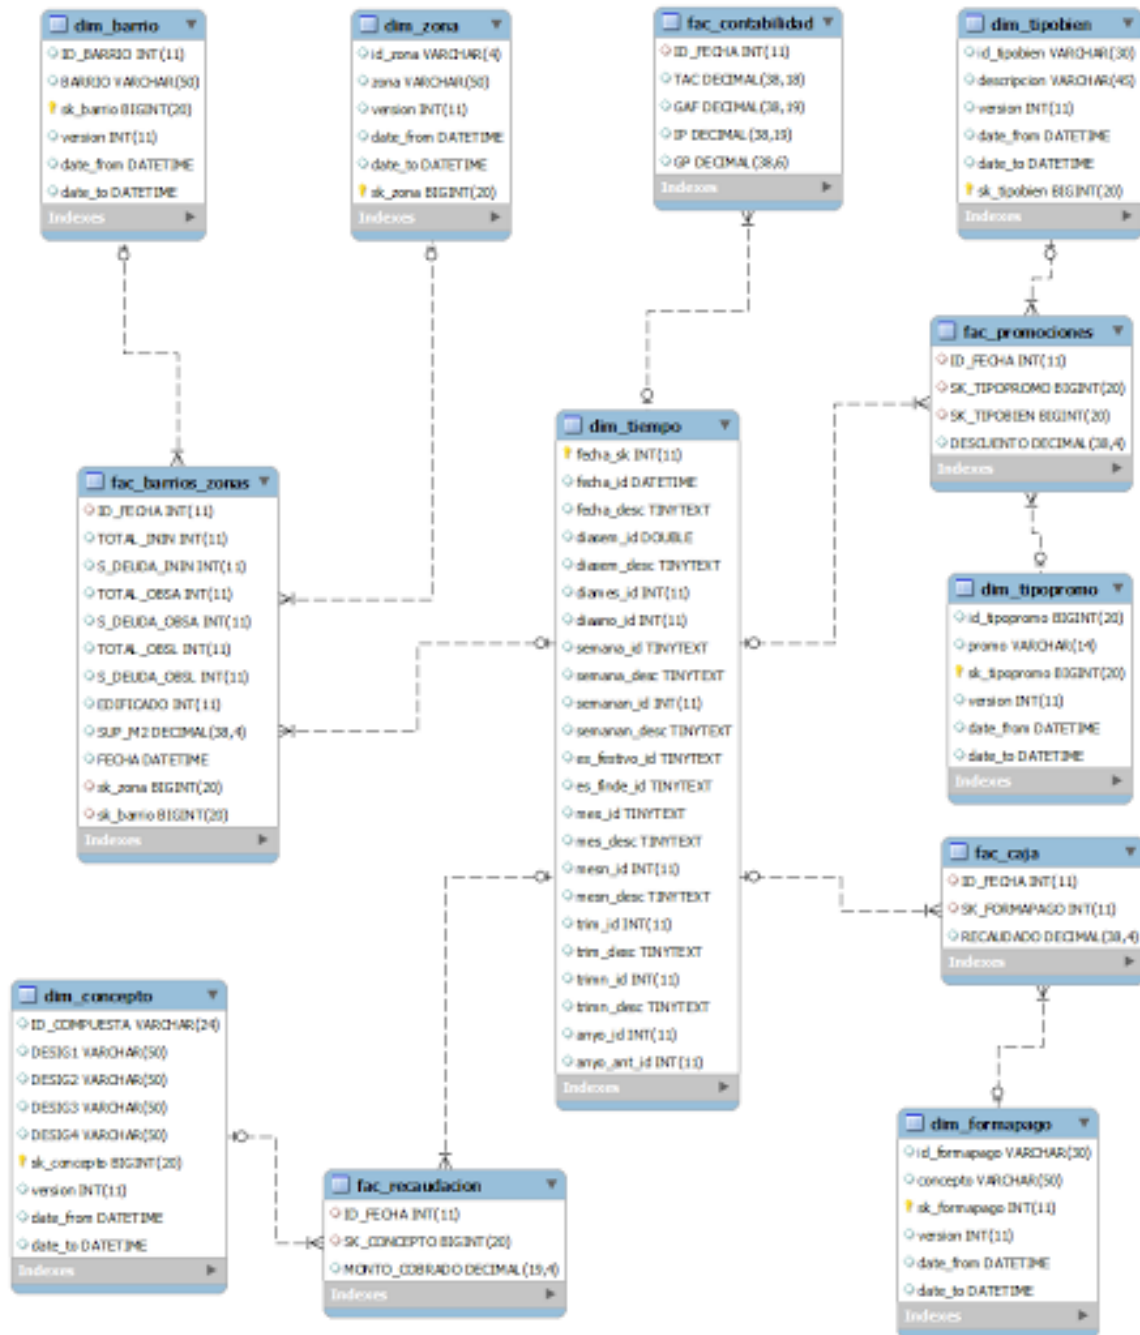 dim_barrio
ID_BARRIO INT(11)
BARRIO VARCHAR(50)
sk_barrio BIGINT(20)
version INT(11)
date_from DATETIME
date_to DATETIME
Indexes
dim_zona
id_zona VARCHAR(4)
zona VARCHAR(50)
version INT(11)
date_from DATETIME
date_to DATETIME
sk_zona BIGINT(20)
Indexes
fac_contabilidad
ID_FECHA INT(11)
TAC DECIMAL(38,18)
GAF DECIMAL(38,19)
IP DECIMAL(38,19)
GP DECIMAL(38,6)
Indexes
dim_tipobien
id_tipobien VARCHAR(30)
descripcion VARCHAR(45)
version INT(11)
date_from DATETIME
date_to DATETIME
sk_tipobien BIGINT(20)
Indexes
fac_promociones
ID_FECHA INT(11)
SK_TIPOPROMO BIGINT(20)
SK_TIPOBIEN BIGINT(20)
DESCUENTO DECIMAL(38,4)
Indexes
fac_barrios_zonas
ID_FECHA INT(11)
TOTAL_ININ INT(11)
S_DEUDA_ININ INT(11)
TOTAL_OBSA INT(11)
S_DEUDA_OBSA INT(11)
TOTAL_OBSL INT(11)
S_DEUDA_OBSL INT(11)
EDIFICADO INT(11)
SUP_M2 DECIMAL(38,4)
FECHA DATETIME
sk_zona BIGINT(20)
sk_barrio BIGINT(20)
Indexes
dim_tiempo
fecha_sk INT(11)
fecha_id DATETIME
fecha_desc TINYTEXT
diasem_id DOUBLE
diasem_desc TINYTEXT
diames_id INT(11)
diaano_id INT(11)
semana_id TINYTEXT
semana_desc TINYTEXT
semanan_id INT(11)
semanan_desc TINYTEXT
es_festivo_id TINYTEXT
es_finde_id TINYTEXT
mes_id TINYTEXT
mes_desc TINYTEXT
mesn_id INT(11)
mesn_desc TINYTEXT
trim_id INT(11)
trim_desc TINYTEXT
trimn_id INT(11)
trimn_desc TINYTEXT
anyo_id INT(11)
anyo_ant_id INT(11)
Indexes
dim_tipopromo
id_tipopromo BIGINT(20)
promo VARCHAR(14)
sk_tipopromo BIGINT(20)
version INT(11)
date_from DATETIME
date_to DATETIME
Indexes
fac_caja
ID_FECHA INT(11)
SK_FORMAPAGO INT(11)
RECAUDADO DECIMAL(38,4)
Indexes
dim_concepto
ID_COMPUESTA VARCHAR(24)
DESIG1 VARCHAR(50)
DESIG2 VARCHAR(50)
DESIG3 VARCHAR(50)
DESIG4 VARCHAR(50)
sk_concepto BIGINT(20)
version INT(11)
date_from DATETIME
date_to DATETIME
Indexes
fac_recaudacion
ID_FECHA INT(11)
SK_CONCEPTO BIGINT(20)
MONTO_COBRADO DECIMAL(19,4)
Indexes
dim_formapago
id_formapago VARCHAR(30)
concepto VARCHAR(50)
sk_formapago INT(11)
version INT(11)
date_from DATETIME
date_to DATETIME
Indexes